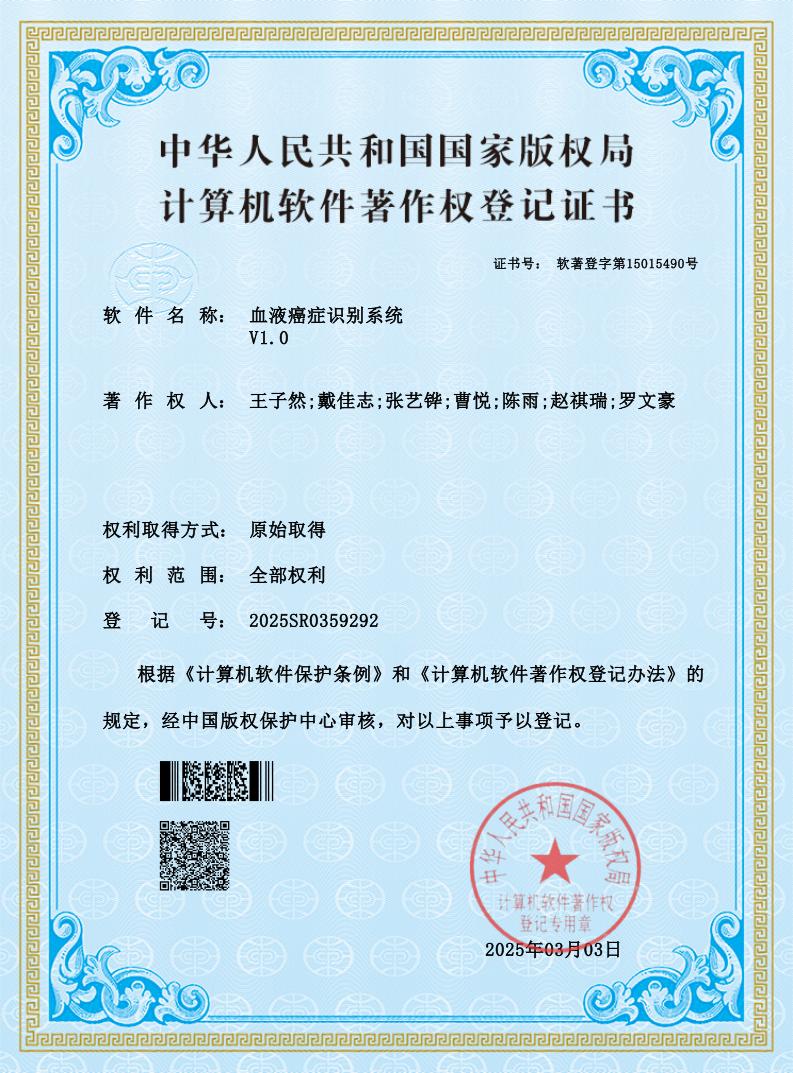 中华人民共和国国家版权局
计算机软件著作权登记证书
证书号： 软著登字第15015490号
软件名称： 血液癌症识别系统
V1.0
著作权人： 王子然;戴佳志;张艺铧;曹悦;陈雨;赵祺瑞;罗文豪
权利取得方式： 原始取得
权利范围： 全部权利
登记号： 2025SR0359292
根据《计算机软件保护条例》和《计算机软件著作权登记办法》的
规定，经中国版权保护中心审核，对以上事项予以登记。
中华人民共和国国家版权局
计算机软件著作权
登记专用章
2025年03月03日